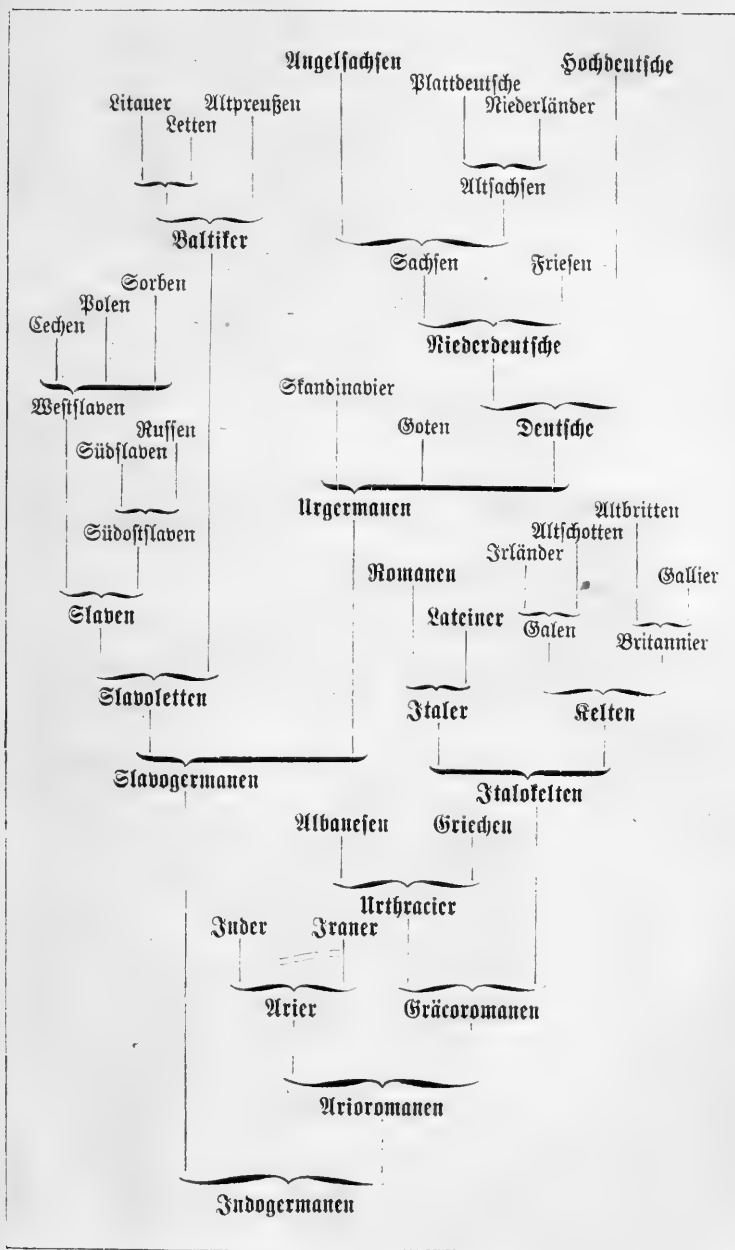 Angelsachsen
Hochdeutsche
Plattdeutsche
Litauer
Altpreußen
Niederländer
Letten
Altsachsen
Baltiker
Sachsen
Friesen
Sorben
Polen
Cechen
Niederdeutsche
Skandinavier
Westslaven
Goten
Deutsche
Russen
Südslaven
Urgermanen
Altbritten
Altschotten
Südostslaven
Irländer
Romanen
Gallier
Slaven
Lateiner
Galen
Britannier
Slavoletten
Italer
Kelten
Slavogermanen
Italokelten
Albanesen
Griechen
Urthracier
Inder
Iraner
Arier
Gräcoromanen
Arioromanen
Indogermanen